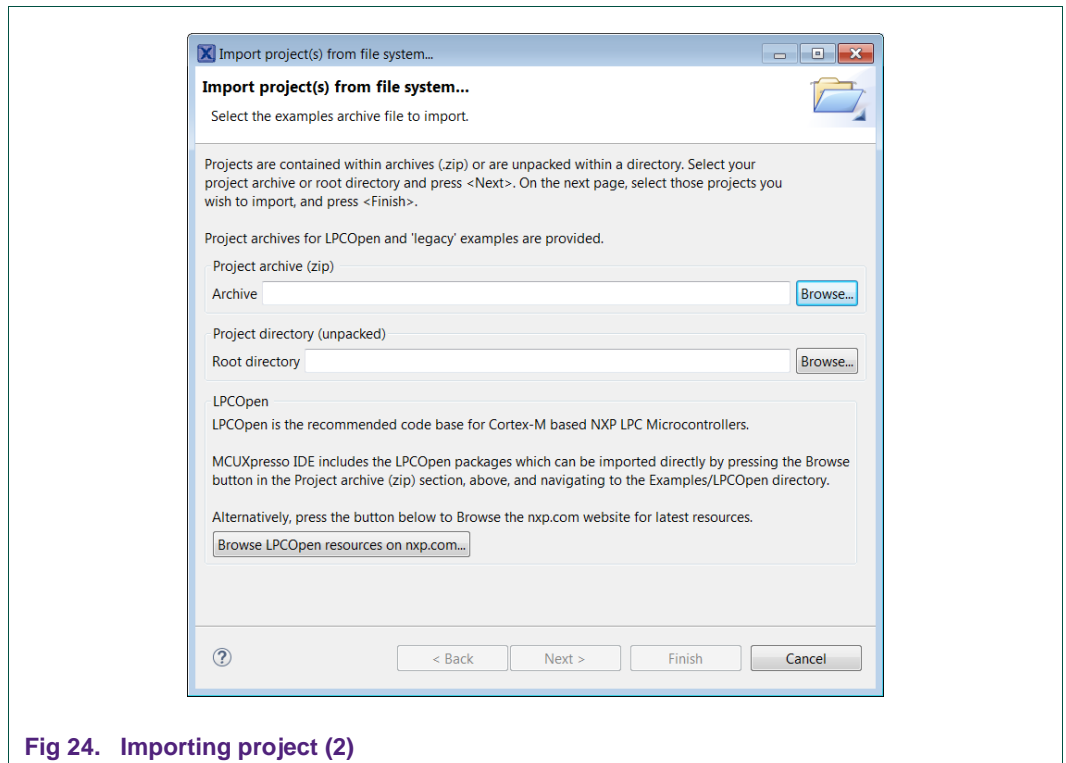 Import project(s) from file system...
Import project(s) from file system...
Select the examples archive file to import.
Projects are contained within archives (.zip) or are unpacked within a directory. Select your
project archive or root directory and press <Next>. On the next page, select those projects you
wish to import, and press <Finish>.
Project archives for LPCOpen and 'legacy' examples are provided.
Project archive (zip)
Archive Browse...
Project directory (unpacked)
Root directory Browse...
LPCOpen
LPCOpen is the recommended code base for Cortex-M based NXP LPC Microcontrollers.
MCUXpresso IDE includes the LPCOpen packages which can be imported directly by pressing the Browse
button in the Project archive (zip) section, above, and navigating to the Examples/LPCOpen directory.
Alternatively, press the button below to Browse the nxp.com website for latest resources.
Browse LPCOpen resources on nxp.com...
? < Back Next > Finish Cancel
Fig 24. Importing project (2)